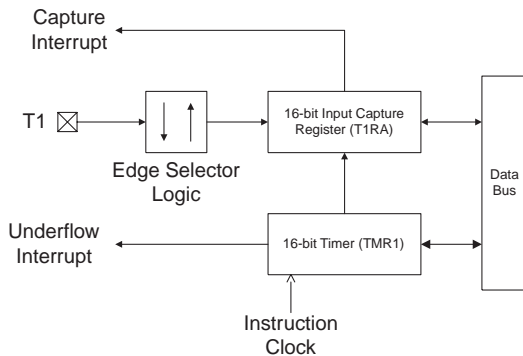 Capture
Interrupt
T1
16-bit Input Capture
Register (T1RA)
Edge Selector
Logic
Data
Bus
Underflow
Interrupt
16-bit Timer (TMR1)
Instruction
Clock